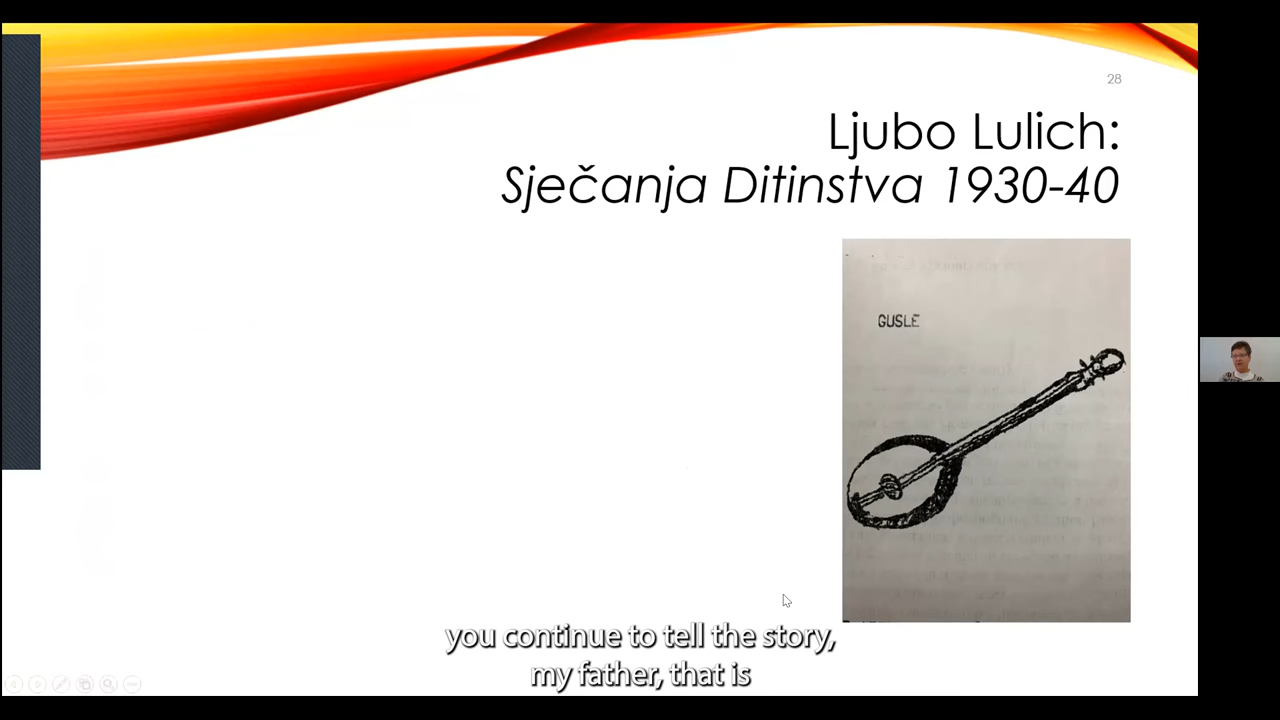 28
Ljubo Lulich:
Sječanja Ditinstva 1930-40
GUSLE
you continue to tell the story,
my father, that is